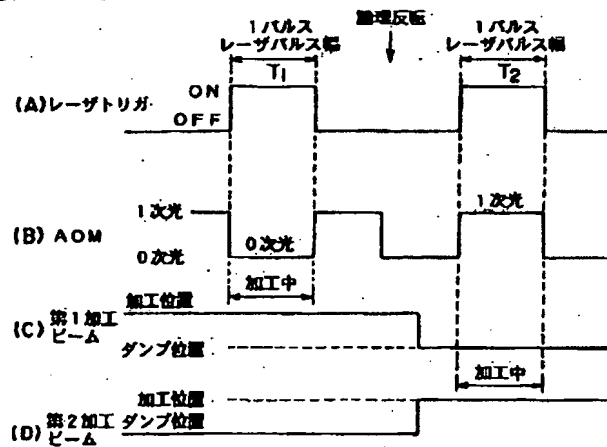 1パルス
レーザパルス幅
論理反転
1パルス
レーザパルス幅
T1
T2
(A)レーザトリガ
ON
OFF
(B) AOM
1次光
0次光
0次光
1次光
加工中
(C) 第1加工
ビーム
加工位置
ダンプ位置
加工中
(D) 第2加工
ビーム
加工位置
ダンプ位置